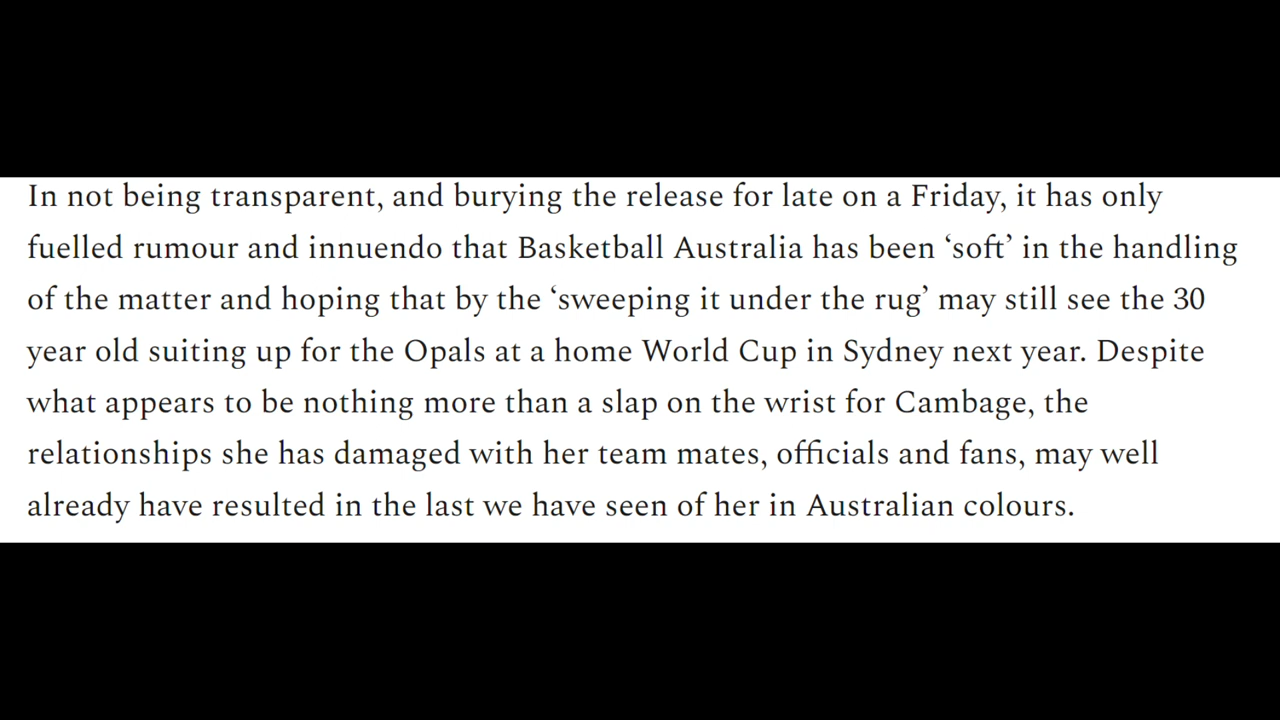 In not being transparent, and burying the release for late on a Friday, it has only
fuelled rumour and innuendo that Basketball Australia has been ‘soft’ in the handling
of the matter and hoping that by the ‘sweeping it under the rug’ may still see the 30
year old suiting up for the Opals at a home World Cup in Sydney next year. Despite
what appears to be nothing more than a slap on the wrist for Cambage, the
relationships she has damaged with her team mates, officials and fans, may well
already have resulted in the last we have seen of her in Australian colours.